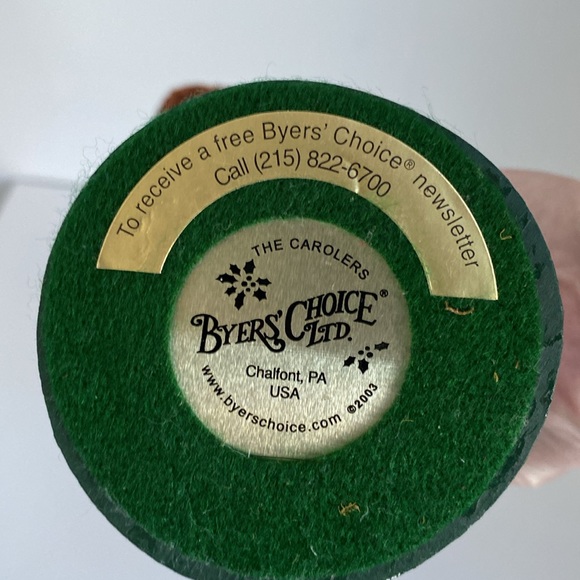 To receive a free Byers' Choice® newsletter
Call (215) 822-6700
THE CAROLERS
BYERS' CHOICE®
LTD.
Chalfont, PA
USA
www.byerschoice.com ©2003